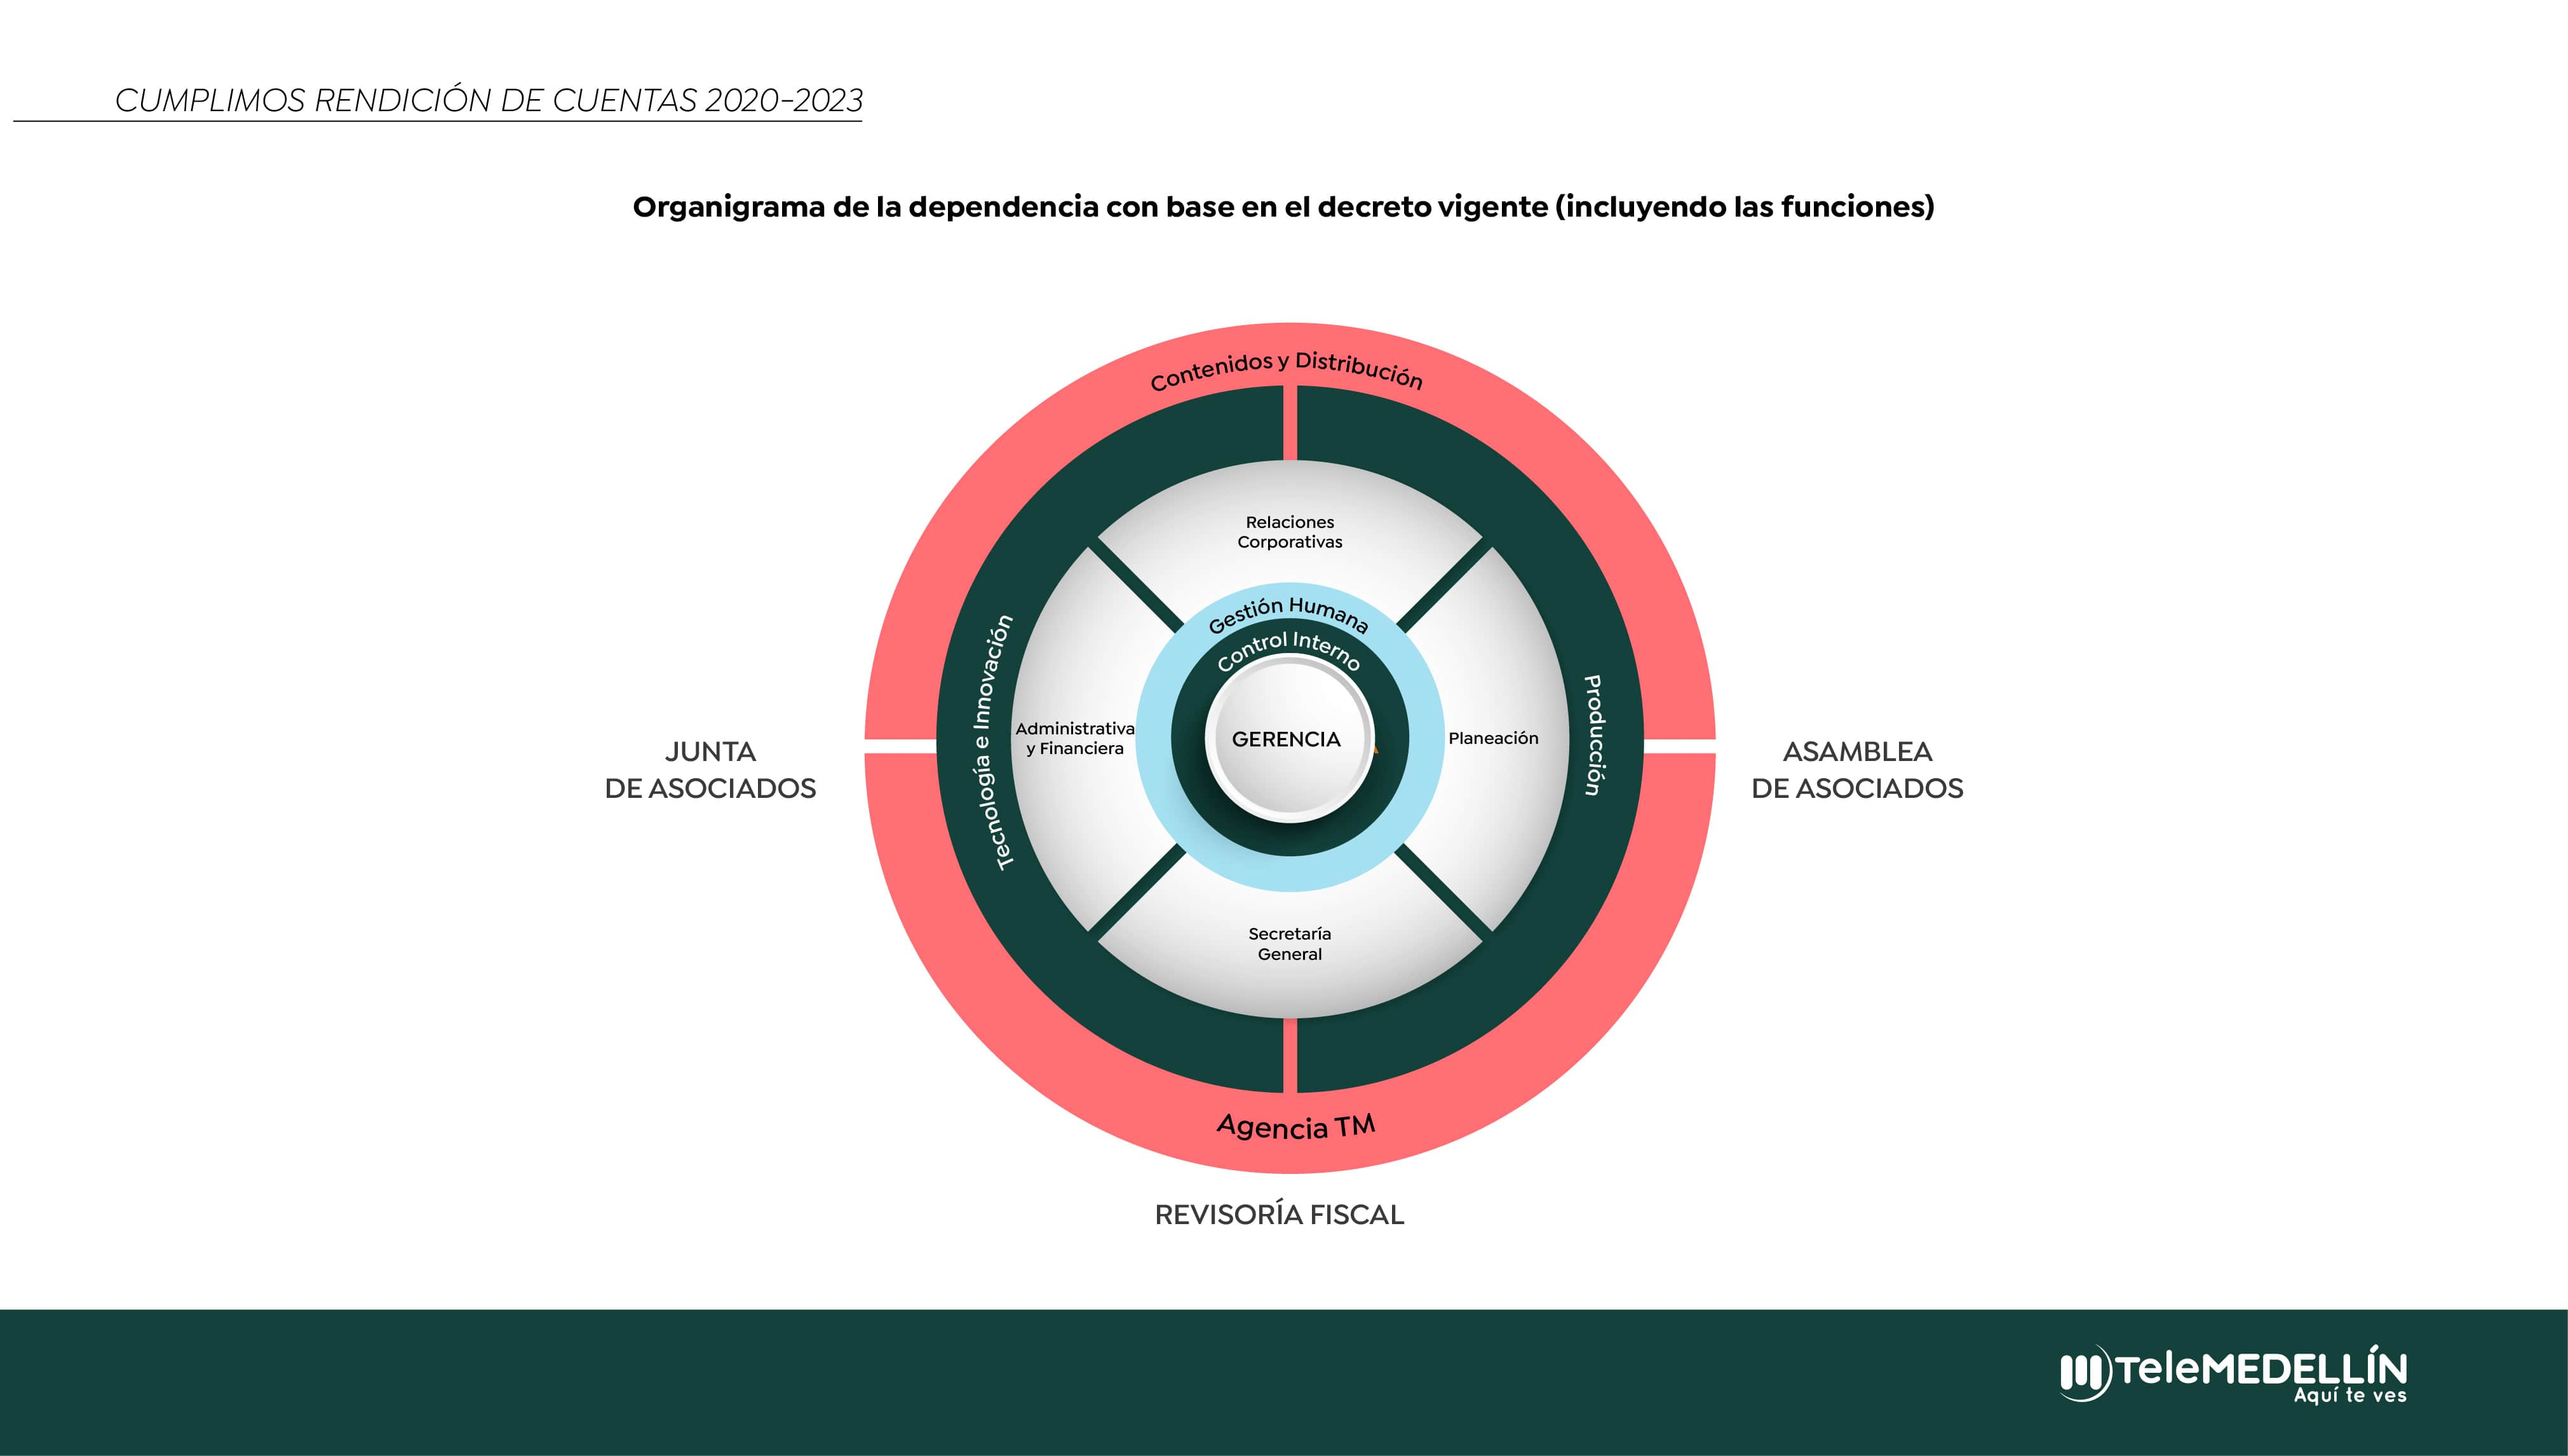 CUMPLIMOS RENDICIÓN DE CUENTAS 2020-2023
Organigrama de la dependencia con base en el decreto vigente (incluyendo las funciones)
Contenidos y Distribución
Relaciones
Corporativas
Gestión Humana
Control Interno
GERENCIA
Tecnología e Innovación
Administrativa
y Financiera
Planeación
Producción
JUNTA
DE ASOCIADOS
ASAMBLEA
DE ASOCIADOS
Secretaría
General
Agencia TM
REVISORÍA FISCAL
TeleMEDELLÍN
Aquí te ves